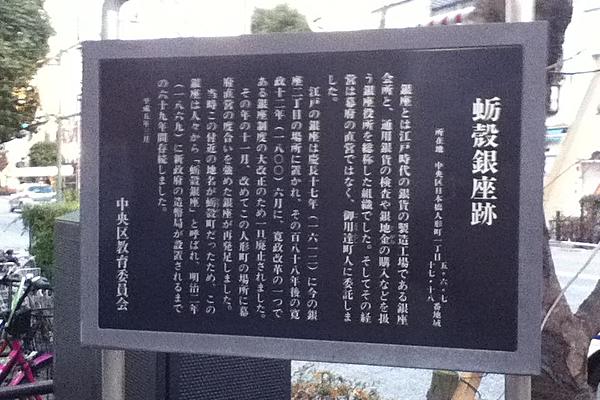 蛎殻銀座跡
所在地 中央区日本橋人形町一丁目五・六・七
十七・十八 番地域
銀座とは江戸時代の銀貨の製造工場である銀座
会所と、通用銀貨の検査や銀地金の購入などを扱
う銀座役所を総称した組織でした。そしてその経
営は幕府の直営ではなく、御用達町人に委託しま
した。
江戸の銀座は慶長十七年(一六一二)に今の銀
座二丁目の場所に置かれ、その百八十八年後の寛
政十二年(一八〇〇)六月に、寛政改革の一つで
ある銀座制度の大改正のため一旦廃止されました。
その年の十一月、改めてこの人形町の場所に幕
府直営の度合いを強めた銀座が再発足しました。
当時この付近の地名が蛎殻町だったため、この
銀座は人々から「蛎殻銀座」と呼ばれ、明治二年
(一八六九)に新政府の造幣局が設置されるまで
の六十九年間存続しました。
平成五年三月
中央区教育委員会